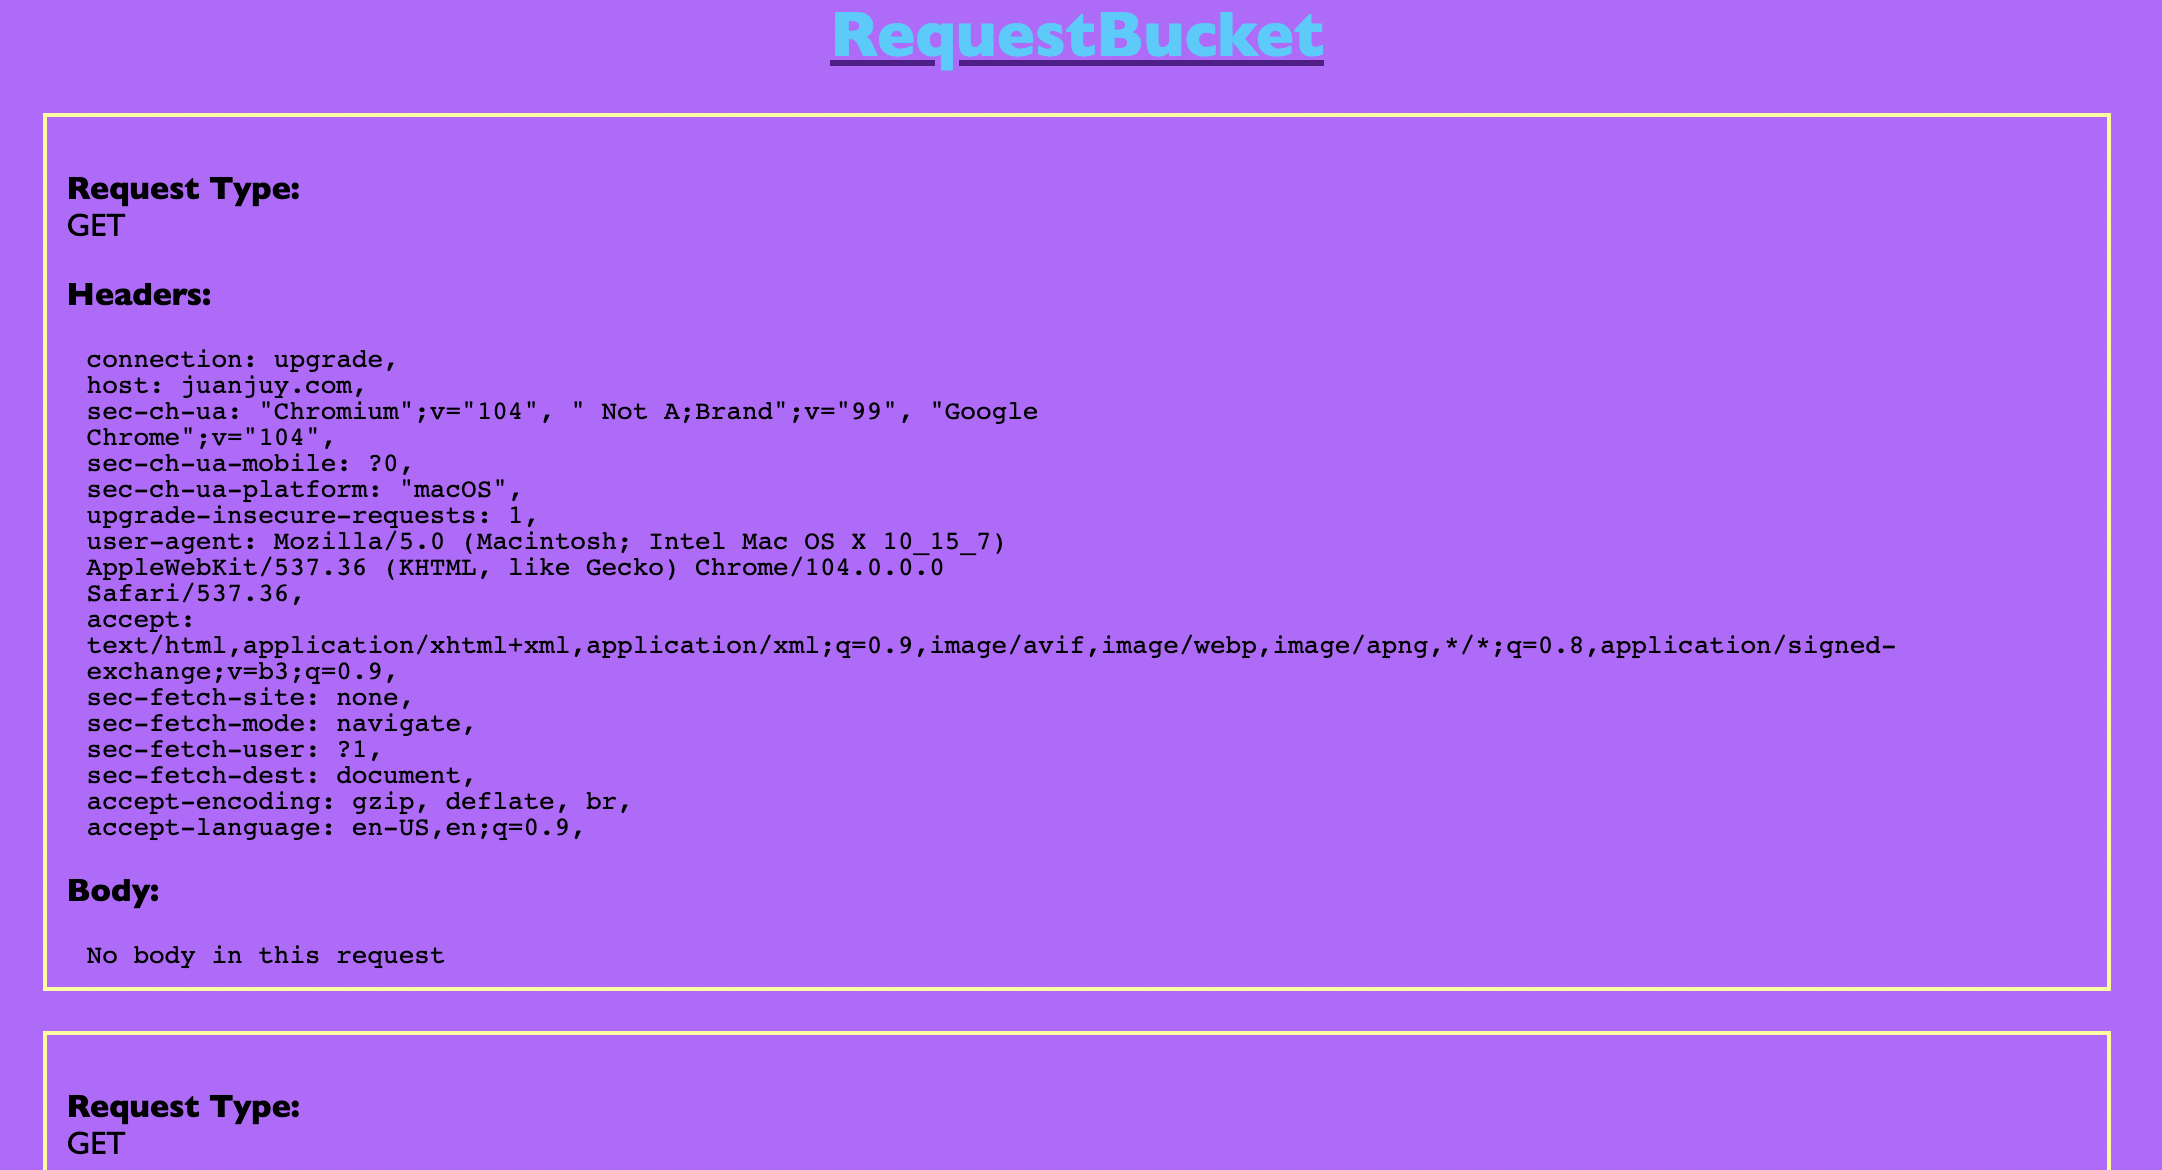 RequestBucket
Request Type:
GET
Headers:
connection: upgrade,
host: juanjuy.com,
sec-ch-ua: "Chromium";v="104", " Not A;Brand";v="99", "Google
Chrome";v="104",
sec-ch-ua-mobile: ?0,
sec-ch-ua-platform: "macOS",
upgrade-insecure-requests: 1,
user-agent: Mozilla/5.0 (Macintosh; Intel Mac OS X 10_15_7)
AppleWebKit/537.36 (KHTML, like Gecko) Chrome/104.0.0.0
Safari/537.36,
accept:
text/html,application/xhtml+xml,application/xml;q=0.9,image/avif,image/webp,image/apng,*/*;q=0.8,application/signed-
exchange;v=b3;q=0.9,
sec-fetch-site: none,
sec-fetch-mode: navigate,
sec-fetch-user: ?1,
sec-fetch-dest: document,
accept-encoding: gzip, deflate, br,
accept-language: en-US,en;q=0.9,
Body:
No body in this request
Request Type:
GET